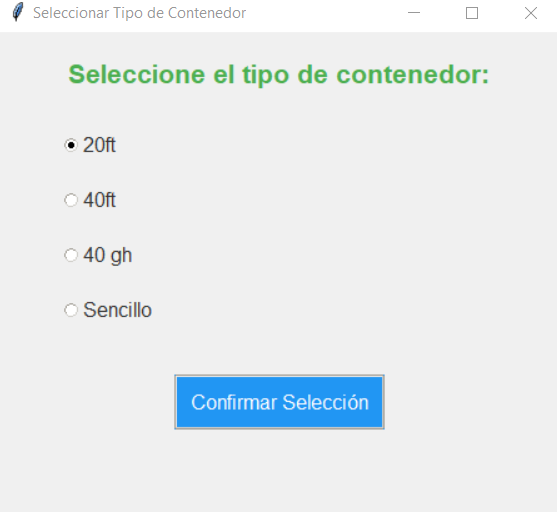 Seleccionar Tipo de Contenedor
Seleccione el tipo de contenedor:
20ft
40ft
40 gh
Sencillo
Confirmar Selección